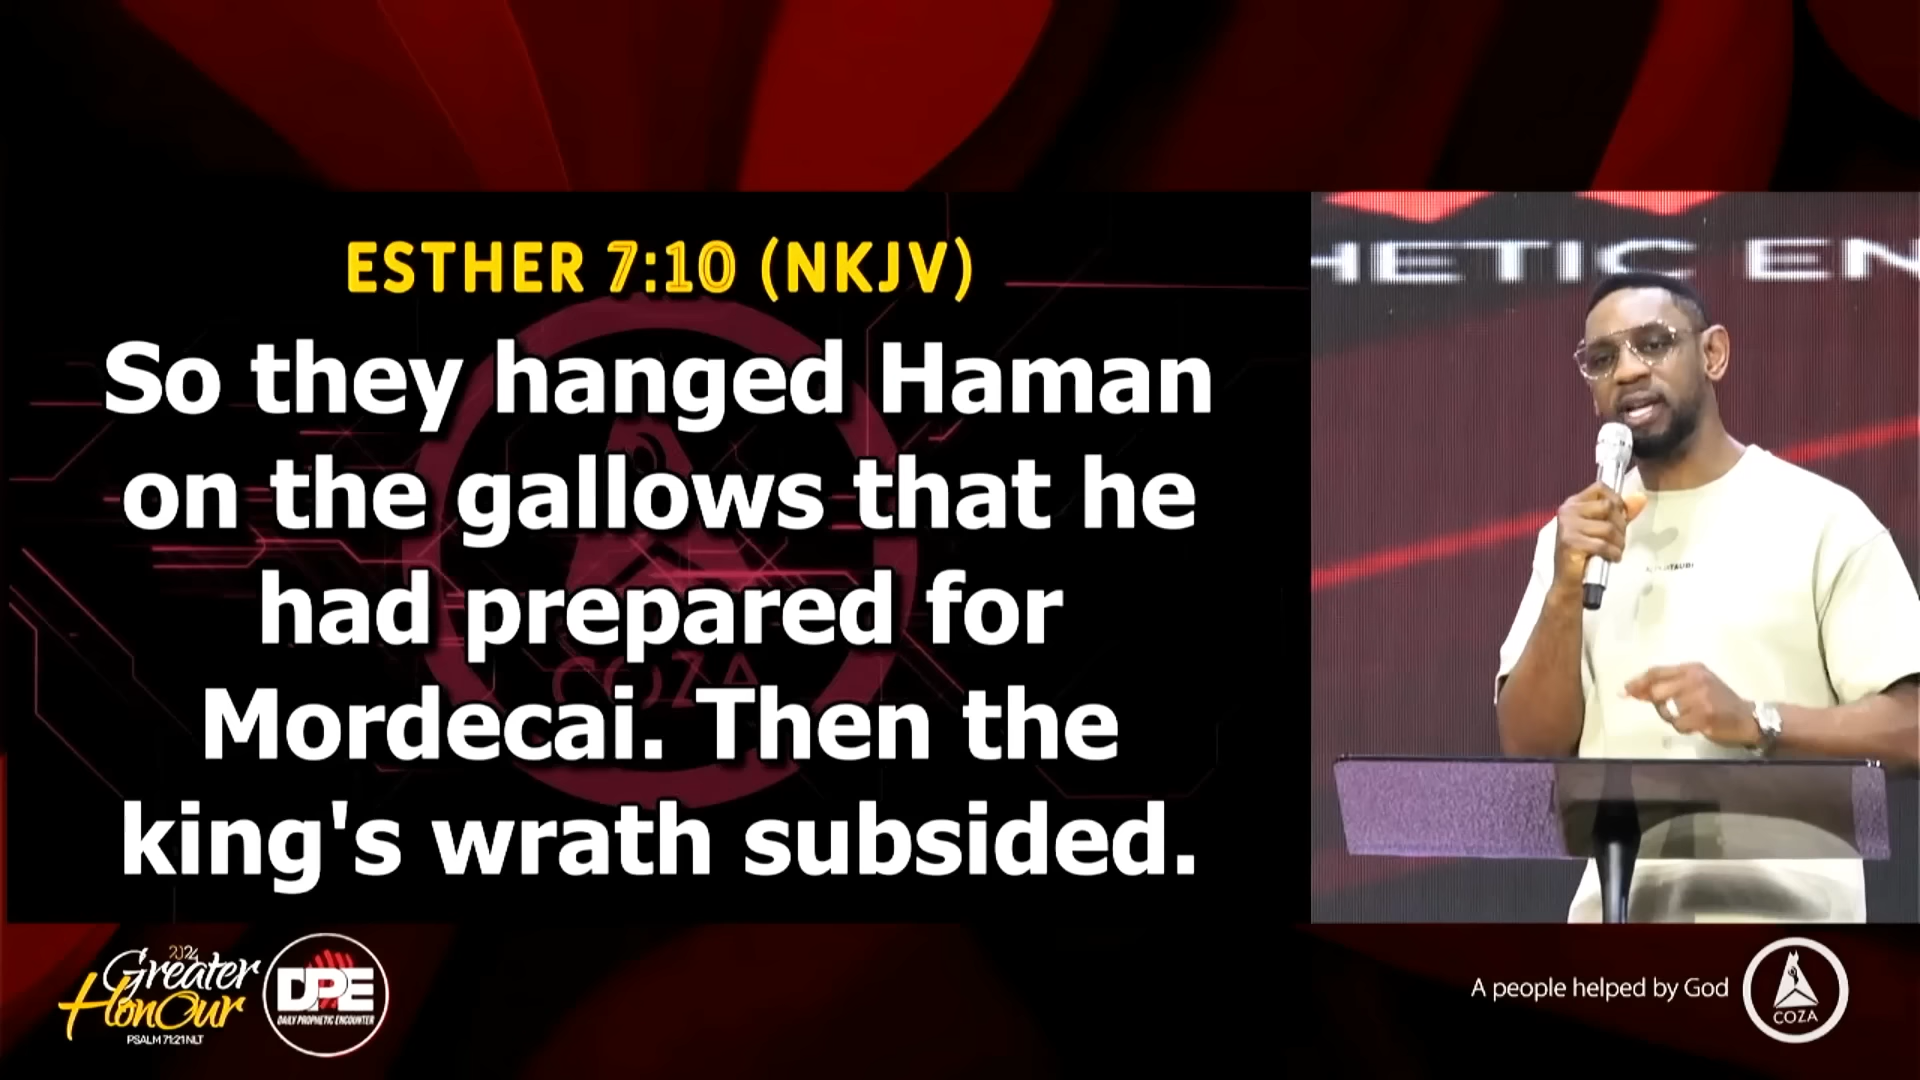 ESTHER 7:10 (NKJV)
So they hanged Haman
on the gallows that he
had prepared for
Mordecai. Then the
king's wrath subsided.
HETIC EN
COZA
2024
Greater
HonOur
PSALM 71:21 NLT
DPE
DAILY PROPHETIC ENCOUNTER
A people helped by God
COZA